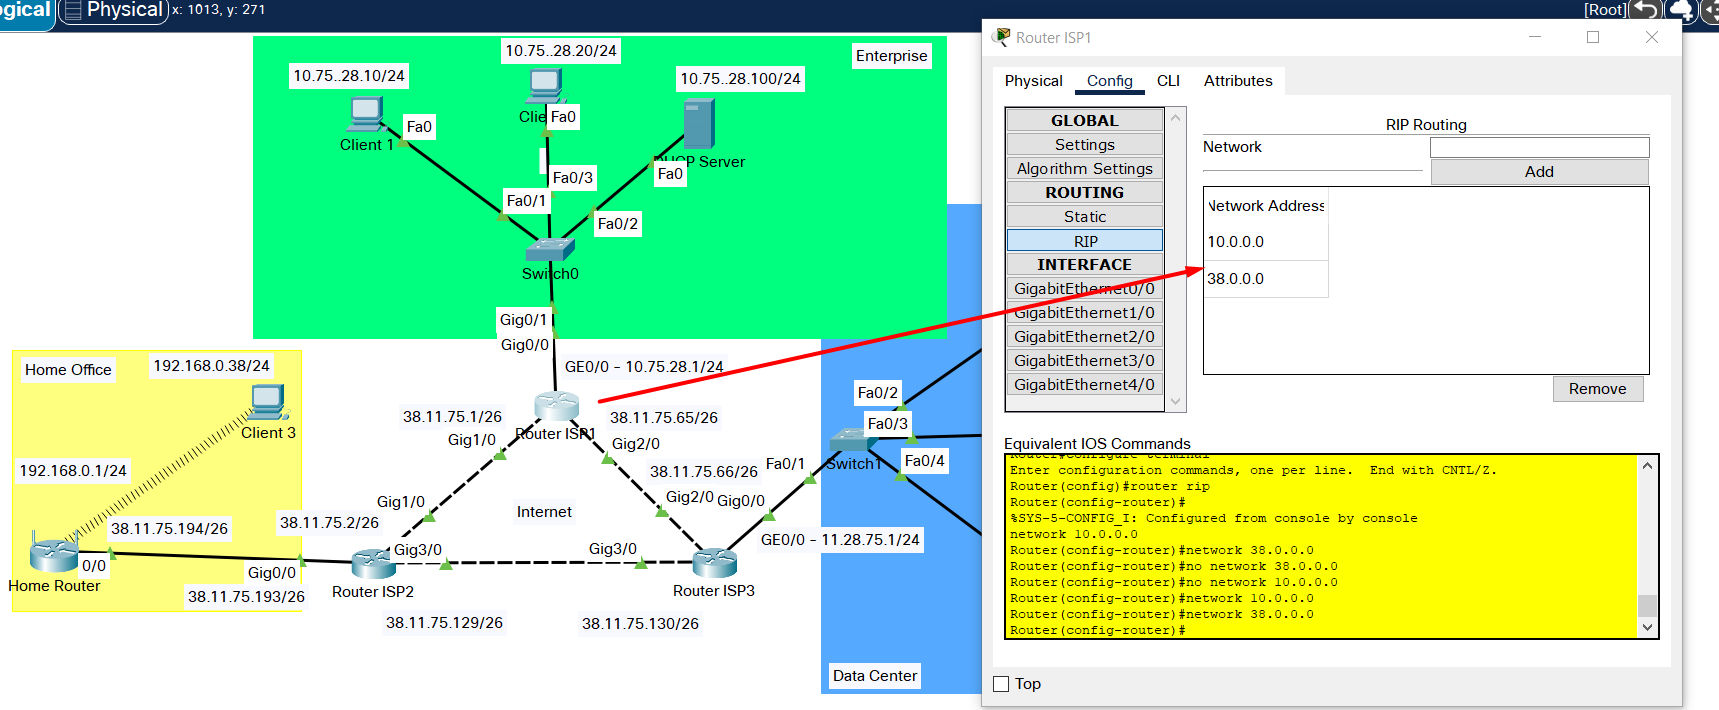 gical
Physical
x: 1013, y: 271
[Root]
10.75..28.20/24
Enterprise
10.75..28.10/24
10.75..28.100/24
Clie
Fa0
Fa0
Client 1
DHCP Server
Fa0/3
Fa0
Fa0/1
Fa0/2
Switch0
Gig0/1
Gig0/0
Home Office
192.168.0.38/24
GE0/0 - 10.75.28.1/24
Client 3
38.11.75.1/26
38.11.75.65/26
Router ISP1
Gig1/0
Gig2/0
Fa0/2
Fa0/3
Switch1
Fa0/4
Fa0/1
192.168.0.1/24
38.11.75.66/26
Gig1/0
Gig2/0
Gig0/0
Internet
38.11.75.194/26
38.11.75.2/26
GE0/0 - 11.28.75.1/24
Gig3/0
Gig3/0
0/0
Gig0/0
Home Router
Router ISP2
Router ISP3
38.11.75.193/26
38.11.75.129/26
38.11.75.130/26
Data Center
Router ISP1
Physical
Config
CLI
Attributes
GLOBAL
Settings
Algorithm Settings
ROUTING
Static
RIP
INTERFACE
GigabitEthernet0/0
GigabitEthernet1/0
GigabitEthernet2/0
GigabitEthernet3/0
GigabitEthernet4/0
RIP Routing
Network
Add
Network Address
10.0.0.0
38.0.0.0
Remove
Equivalent IOS Commands
Router#configure terminal
Enter configuration commands, one per line. End with CNTL/Z.
Router(config)#router rip
Router(config-router)#
%SYS-5-CONFIG_I: Configured from console by console
network 10.0.0.0
Router(config-router)#network 38.0.0.0
Router(config-router)#no network 38.0.0.0
Router(config-router)#no network 10.0.0.0
Router(config-router)#network 10.0.0.0
Router(config-router)#network 38.0.0.0
Router(config-router)#
Top